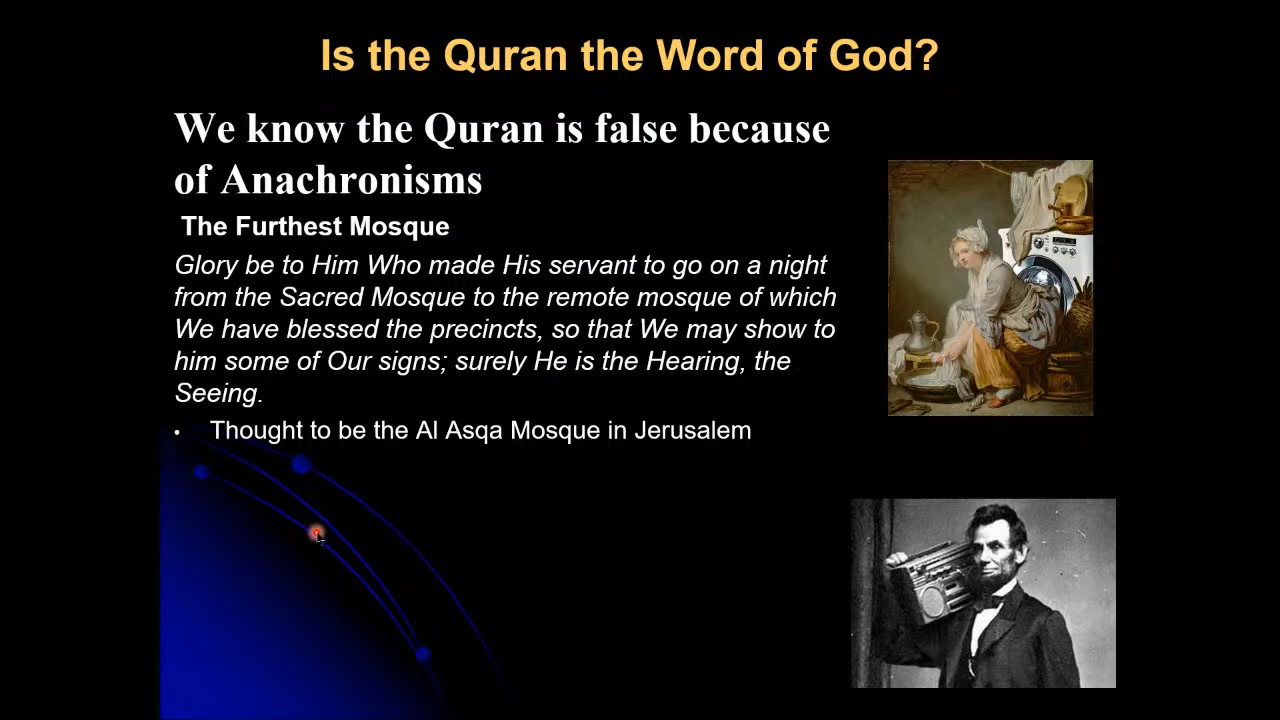 Is the Quran the Word of God?
We know the Quran is false because
of Anachronisms
The Furthest Mosque
Glory be to Him Who made His servant to go on a night
from the Sacred Mosque to the remote mosque of which
We have blessed the precincts, so that We may show to
him some of Our signs; surely He is the Hearing, the
Seeing.
• Thought to be the Al Asqa Mosque in Jerusalem